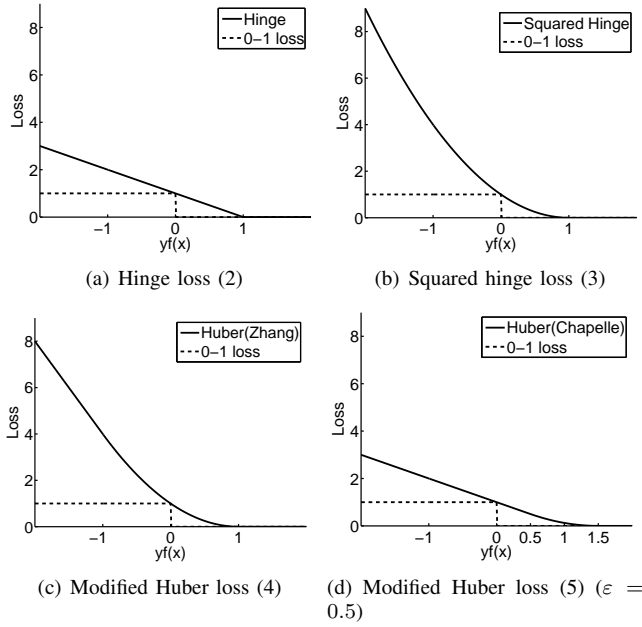 Hinge
0−1 loss
8
6
4
2
0
Loss
−1
0
1
yf(x)
(a) Hinge loss (2)
Squared Hinge
0−1 loss
8
6
4
2
0
Loss
−1
0
1
yf(x)
(b) Squared hinge loss (3)
Huber(Zhang)
0−1 loss
8
6
4
2
0
Loss
−1
0
1
yf(x)
(c) Modified Huber loss (4)
Huber(Chapelle)
0−1 loss
8
6
4
2
0
Loss
−1
0 0.5 1 1.5
yf(x)
(d) Modified Huber loss (5) (ε =
0.5)